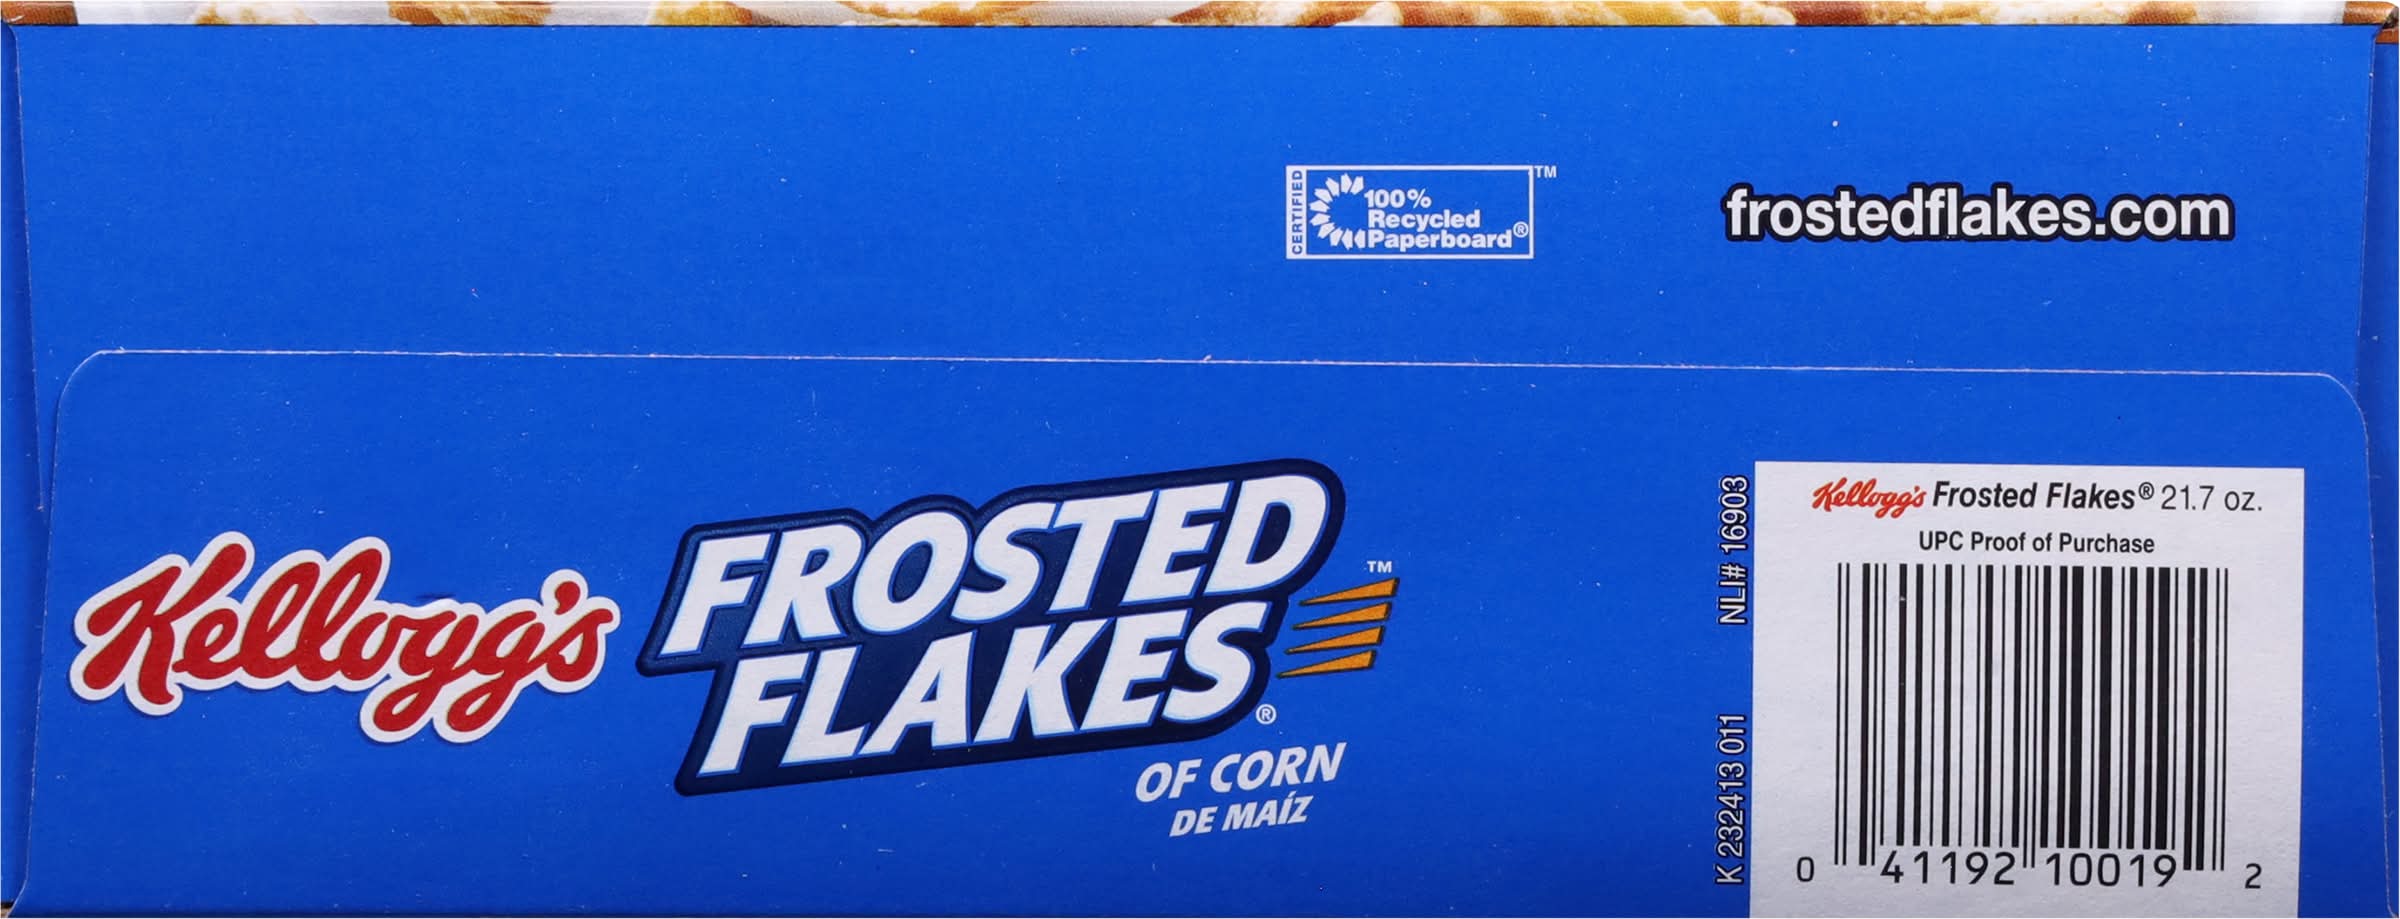 CERTIFIED
100%
Recycled
Paperboard®
™
frostedflakes.com
Kellogg's
FROSTED
FLAKES®
™
OF CORN
DE MAÍZ
K 232413 011 NLI# 16903
Kellogg's Frosted Flakes® 21.7 oz.
UPC Proof of Purchase
0 41192 10019 2